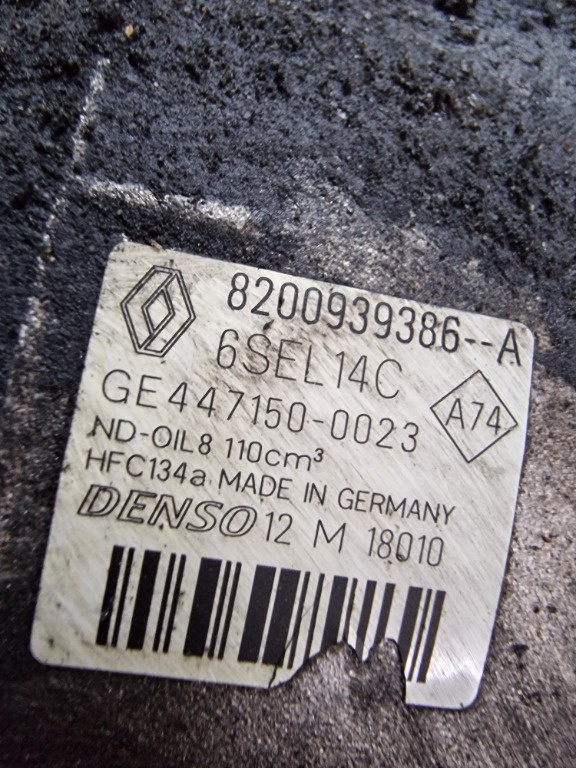 8200939386--A
6SEL14C
GE447150-0023
A74
ND-OIL8 110cm³
HFC134a MADE IN GERMANY
DENSO 12 M 18010